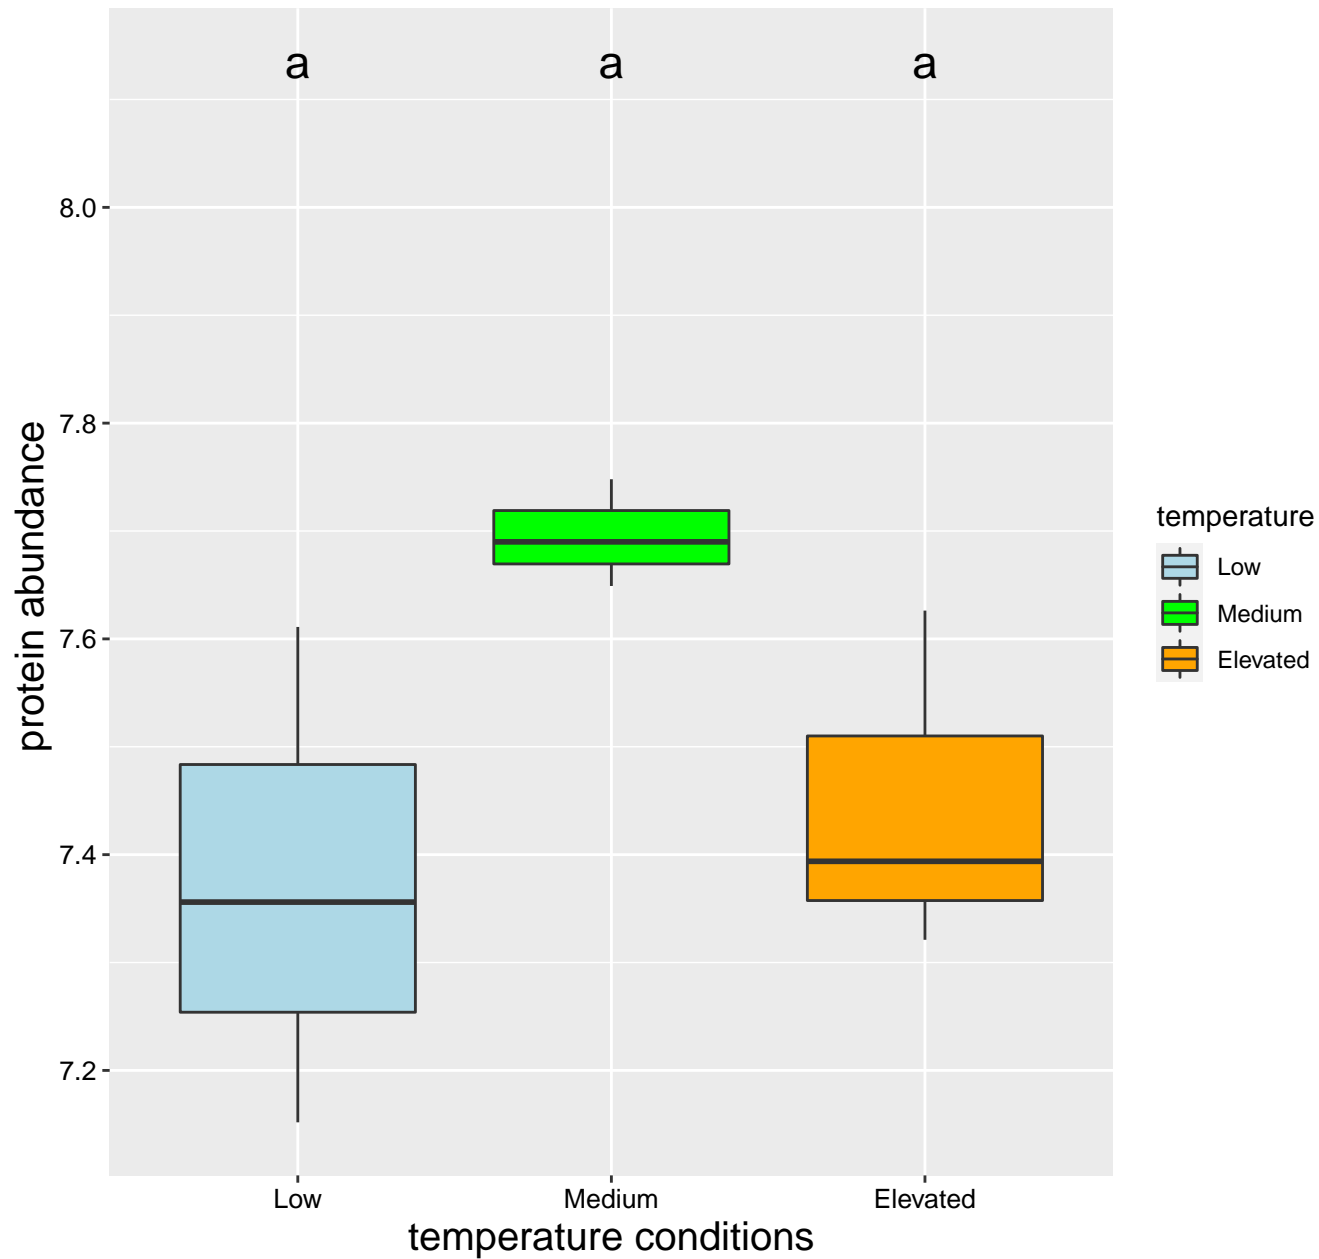 a a a
8.0
7.8
7.6
7.4
7.2
protein abundance
Low Medium Elevated
temperature conditions
temperature
Low
Medium
Elevated